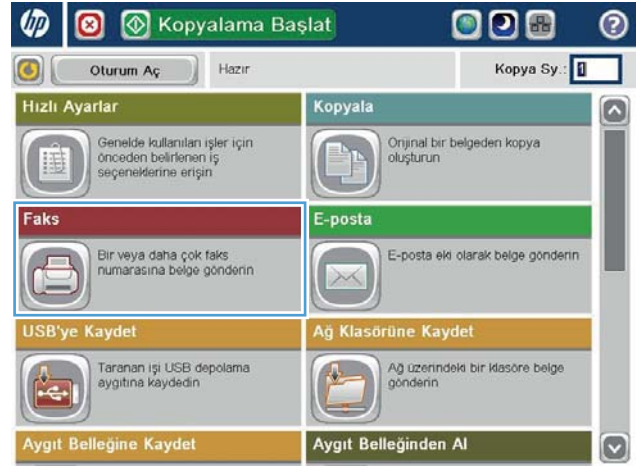 hp
Kopyalama Başlat
?
Oturum Aç
Hazır
Kopya Sy.: 1
Hızlı Ayarlar
Genelde kullanılan işler için
önceden belirlenen iş
seçeneklerine erişin
Kopyala
Orijinal bir belgeden kopya
oluşturun
Faks
Bir veya daha çok faks
numarasına belge gönderin
E-posta
E-posta eki olarak belge gönderin
USB'ye Kaydet
Taranan işi USB depolama
aygıtına kaydedin
Ağ Klasörüne Kaydet
Ağ üzerindeki bir klasöre belge
gönderin
Aygıt Belleğine Kaydet
Aygıt Belleğinden Al